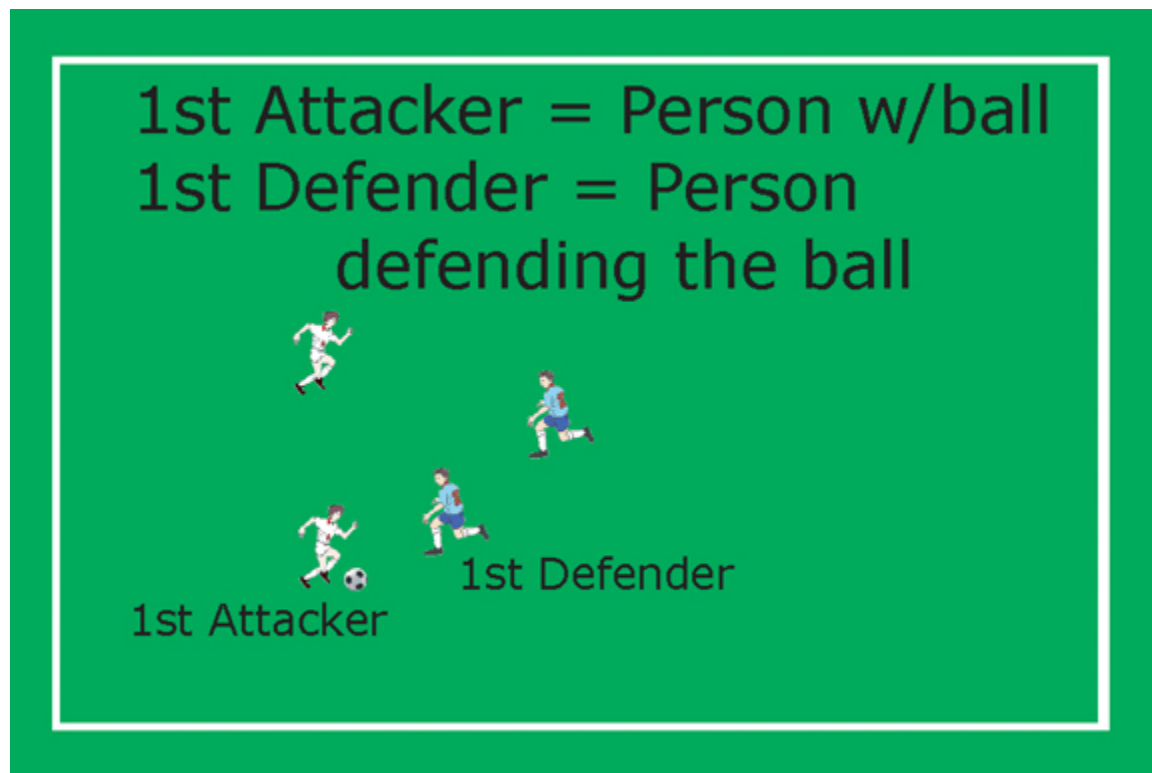 1st Attacker = Person w/ball
1st Defender = Person
defending the ball
1st Defender
1st Attacker